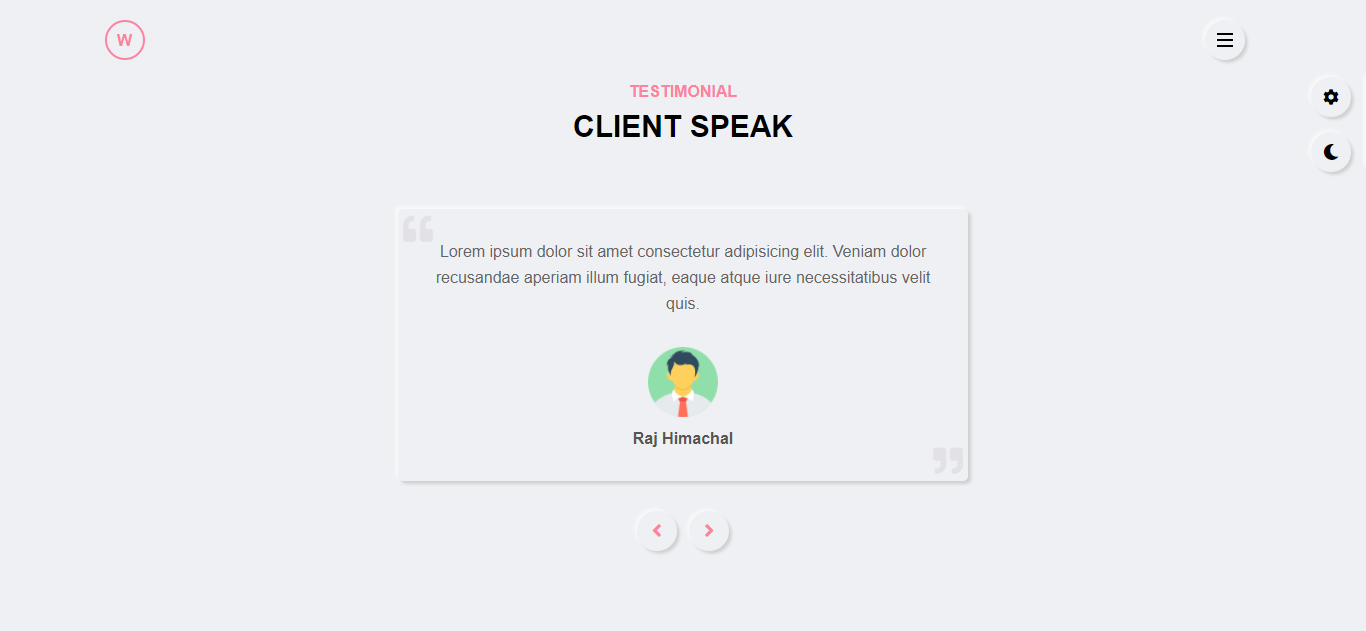 W
TESTIMONIAL
CLIENT SPEAK
Lorem ipsum dolor sit amet consectetur adipisicing elit. Veniam dolor
recusandae aperiam illum fugiat, eaque atque iure necessitatibus velit
quis.
Raj Himachal